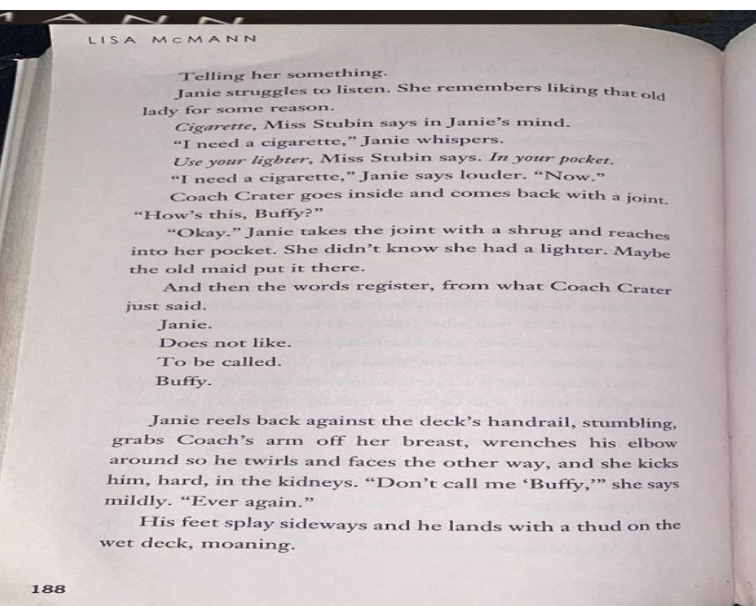 LISA McMANN
Telling her something.
Janie struggles to listen. She remembers liking that old
lady for some reason.
Cigarette, Miss Stubin says in Janie's mind.
“I need a cigarette,” Janie whispers.
Use your lighter, Miss Stubin says. In your pocket.
“I need a cigarette,” Janie says louder. “Now.”
Coach Crater goes inside and comes back with a joint.
“How's this, Buffy?”
“Okay.” Janie takes the joint with a shrug and reaches
into her pocket. She didn't know she had a lighter. Maybe
the old maid put it there.
And then the words register, from what Coach Crater
just said.
Janie.
Does not like.
To be called.
Buffy.
Janie reels back against the deck's handrail, stumbling,
grabs Coach's arm off her breast, wrenches his elbow
around so he twirls and faces the other way, and she kicks
him, hard, in the kidneys. “Don't call me ‘Buffy,’” she says
mildly. “Ever again.”
His feet splay sideways and he lands with a thud on the
wet deck, moaning.
188